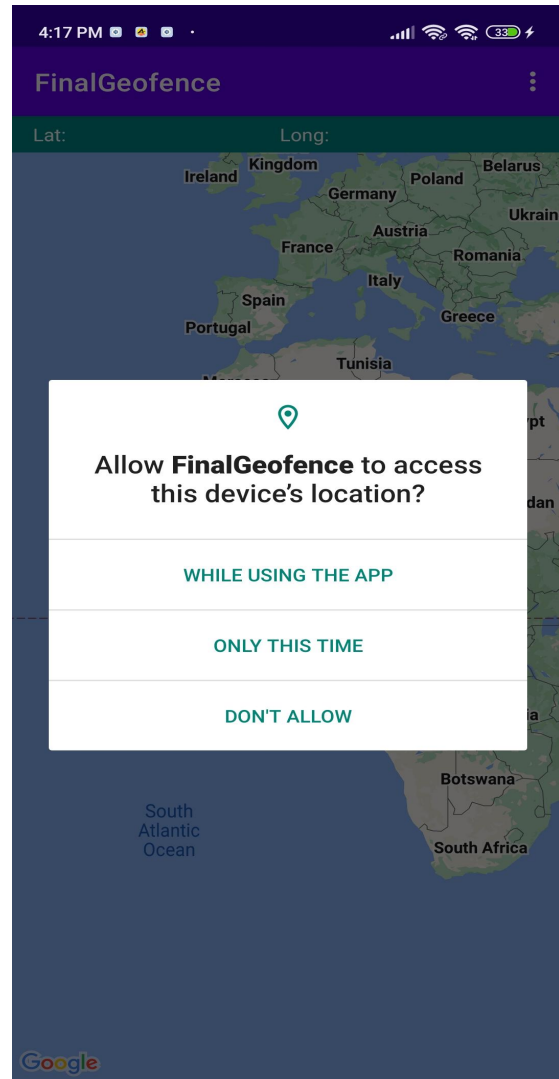 4:17 PM
33
FinalGeofence
Lat: Long:
Ireland Kingdom Poland Belarus
Germany
Ukrain
Austria
France Romania
Italy
Spain Greece
Portugal
Tunisia
pt
Allow FinalGeofence to access
this device's location?
dan
WHILE USING THE APP
ONLY THIS TIME
DON'T ALLOW
a
Botswana
South
Atlantic
Ocean
South Africa
Google